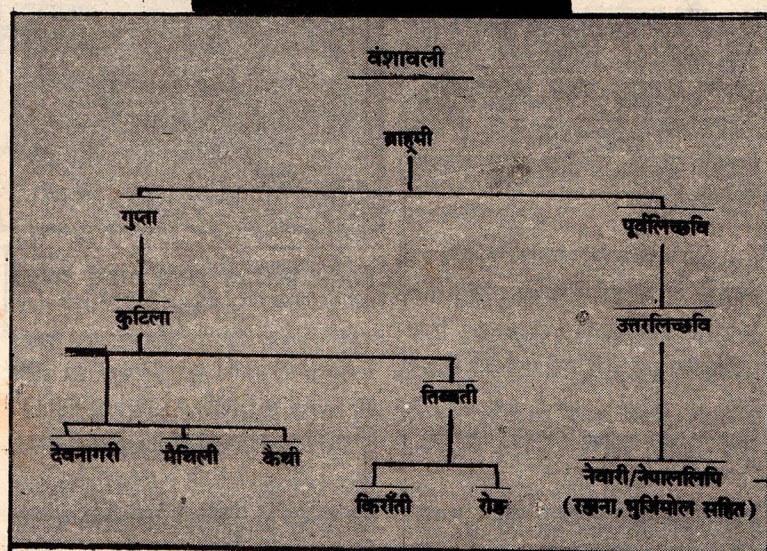 वंशावली
ब्राह्मी
गुप्ता
पूर्वलिच्छवि
कुटिला
उत्तरलिच्छवि
तिब्बती
देवनागरी
मैथिली
कैथी
नेवारी/नेपाललिपि
किराँती
रोङ
(रञ्जना,भुजिंमोल सहित)